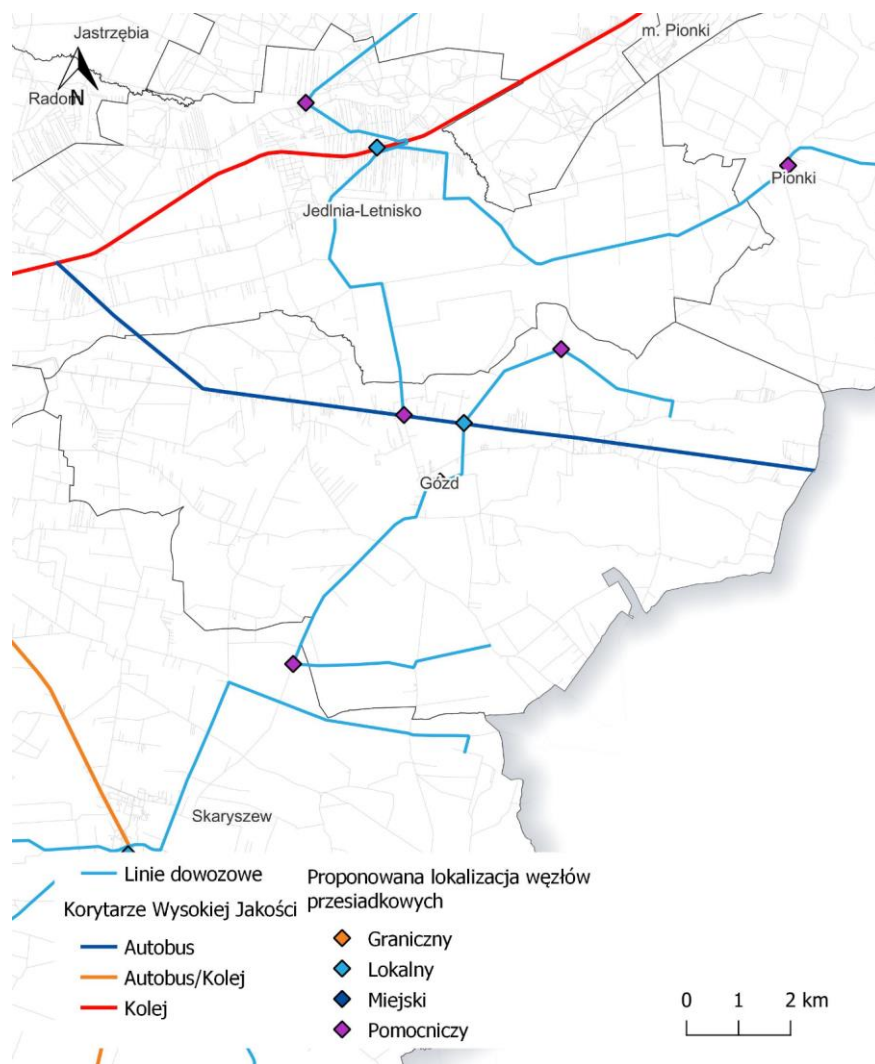 Jastrzębia
m. Pionki
Radom
N
Pionki
Jedlnia-Letnisko
Gózd
Skaryszew
Linie dowozowe
Korytarze Wysokiej Jakości
Autobus
Autobus/Kolej
Kolej
Proponowana lokalizacja węzłów
przesiadkowych
Graniczny
Lokalny
Miejski
Pomocniczy
0 1 2 km